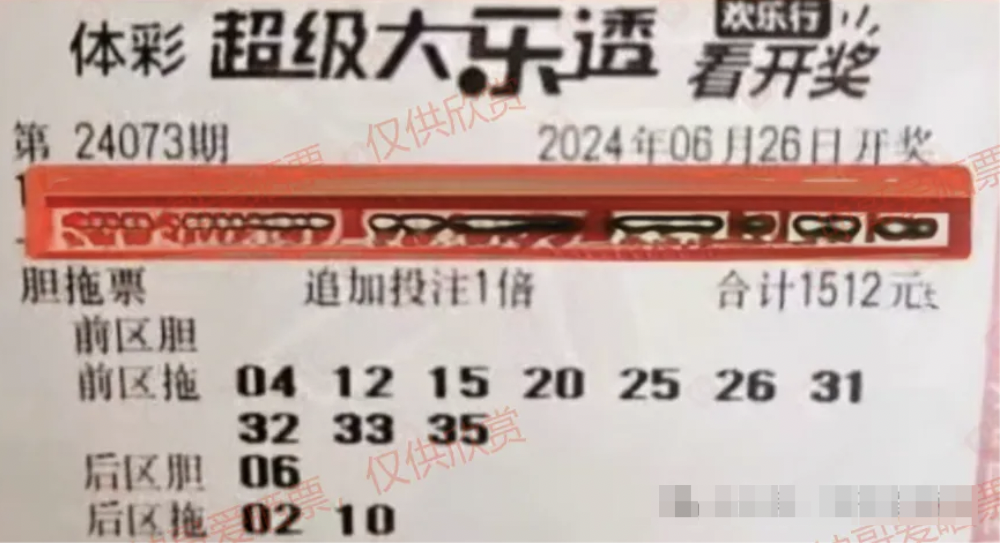 体彩 超级大乐透 欢乐行 看开奖
第 24073期 2024年06月26日开奖
胆拖票 追加投注1倍 合计1512元
前区胆
前区拖 04 12 15 20 25 26 31
32 33 35
后区胆 06
后区拖 02 10
仅供欣赏
仅供欣赏